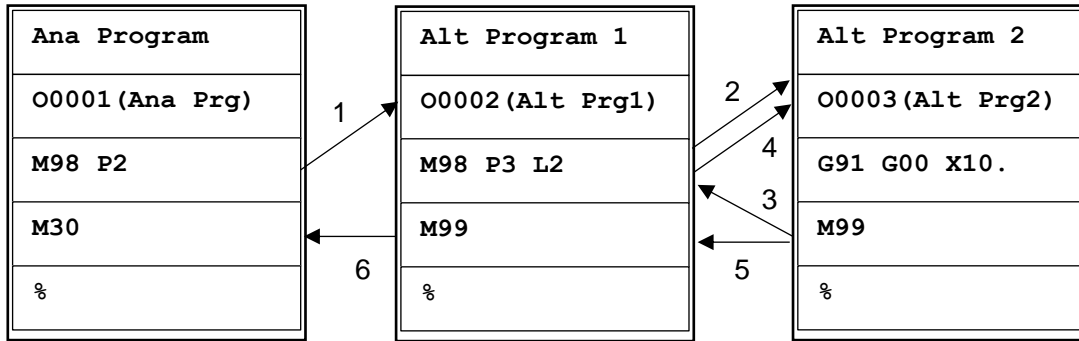 Ana Program
O0001(Ana Prg)
M98 P2
M30
%
1
6
Alt Program 1
O0002(Alt Prg1)
M98 P3 L2
M99
%
2
4
3
5
Alt Program 2
O0003(Alt Prg2)
G91 G00 X10.
M99
%